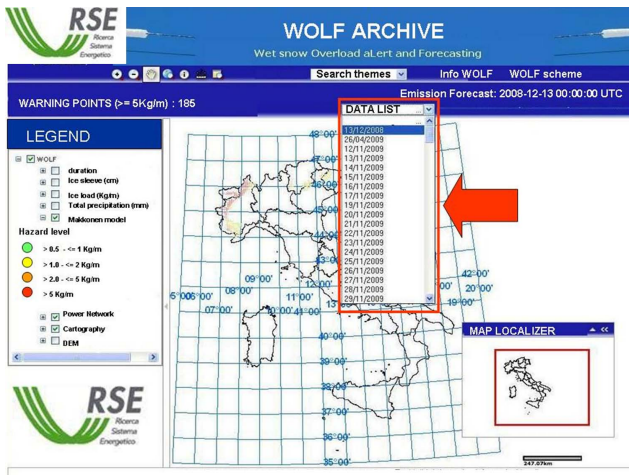 RSE
Ricerca
Sistema
Energetico
WOLF ARCHIVE
Wet snow Overload aLert and Forecasting
Search themes
Info WOLF
WOLF scheme
Emission Forecast: 2008-12-13 00:00:00 UTC
WARNING POINTS (>= 5Kg/m) : 185
DATA LIST ...
...
13/12/2008
26/04/2009
12/11/2009
13/11/2009
14/11/2009
15/11/2009
16/11/2009
17/11/2009
19/11/2009
20/11/2009
21/11/2009
22/11/2009
23/11/2009
24/11/2009
25/11/2009
26/11/2009
27/11/2009
28/11/2009
29/11/2009
LEGEND
WOLF
duration
Ice sleeve (cm)
Ice load (Kg/m)
Total precipitation (mm)
Makkonen model
Hazard level
> 0.5 - <= 1 Kg/m
> 1.0 - <= 2 Kg/m
> 2.0 - <= 5 Kg/m
> 5 Kg/m
Power Network
Cartography
DEM
48°00'
47°00'
46°00'
45°00'
44°00'
09°00'
08°00'
06°00'
07°00'
10°00'
11°00'
42°00'
20°00'
19°00'
40°00'
39°00'
38°00'
37°00'
36°00'
35°00'
MAP LOCALIZER
247.07km
RSE
Ricerca
Sistema
Energetico